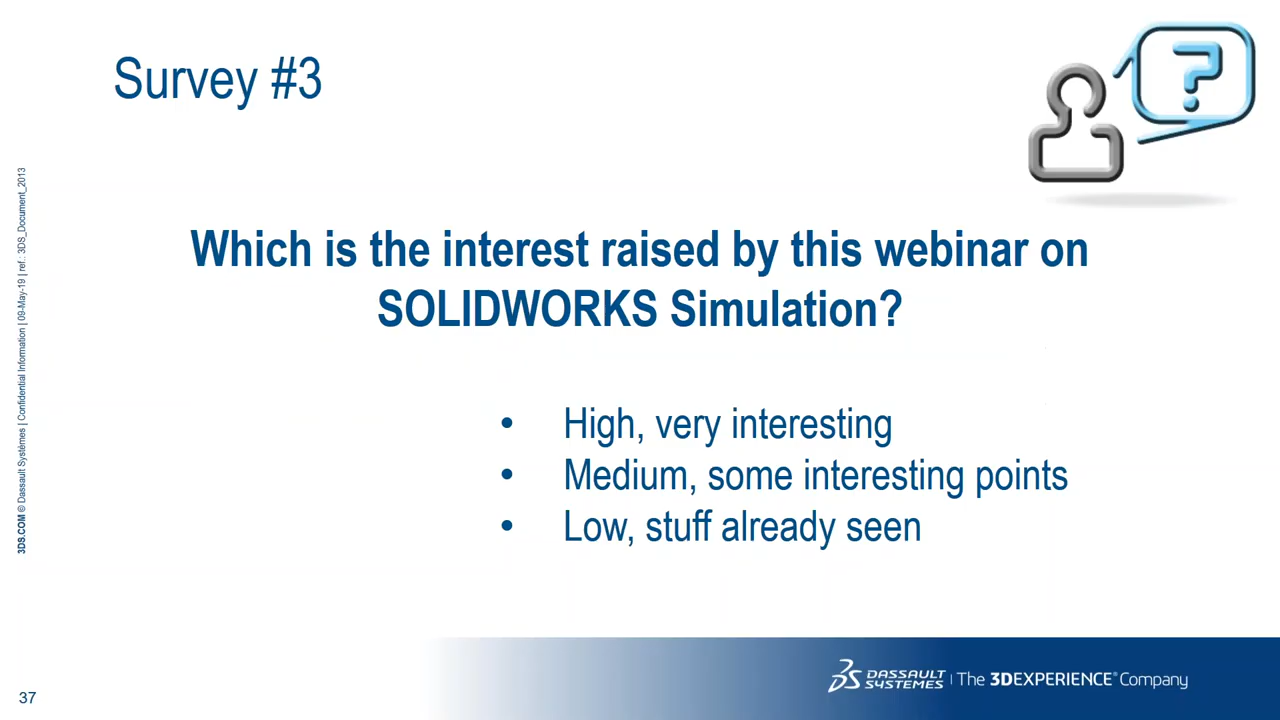 Survey #3
?
3DS.COM © Dassault Systèmes | Confidential Information | 09-May-19 | ref.: 3DS_Document_2013
Which is the interest raised by this webinar on
SOLIDWORKS Simulation?
• High, very interesting
• Medium, some interesting points
• Low, stuff already seen
DASSAULT
SYSTEMES | The 3DEXPERIENCE® Company
37